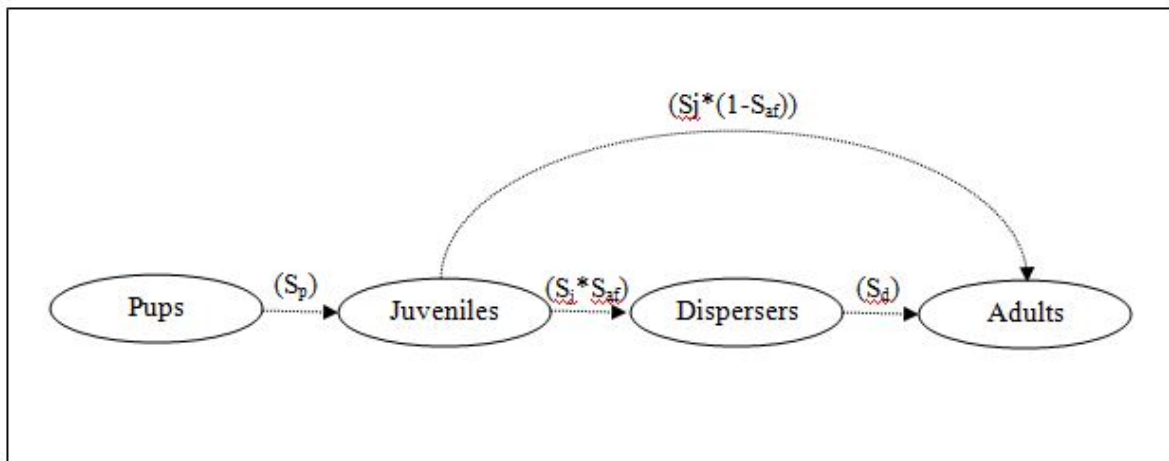 (Sj*(1-Saf))
(Sp)
(Sj*Saf)
(Sd)
Pups
Juveniles
Dispersers
Adults